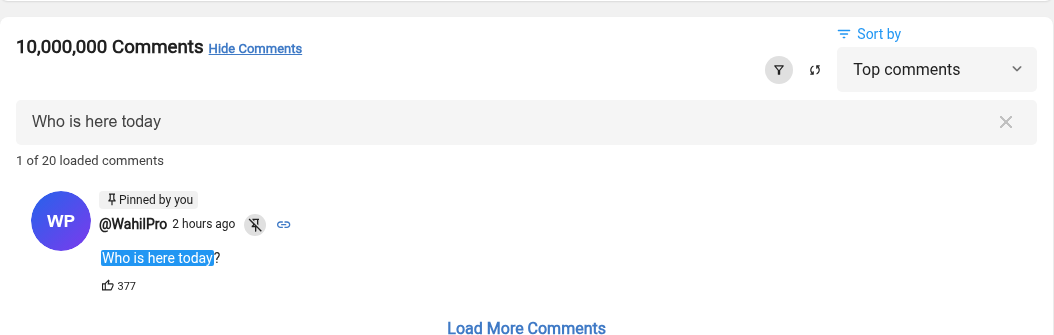 10,000,000 Comments Hide Comments
Sort by
Top comments
Who is here today
1 of 20 loaded comments
WP
Pinned by you
@WahilPro 2 hours ago
Who is here today?
377
Load More Comments